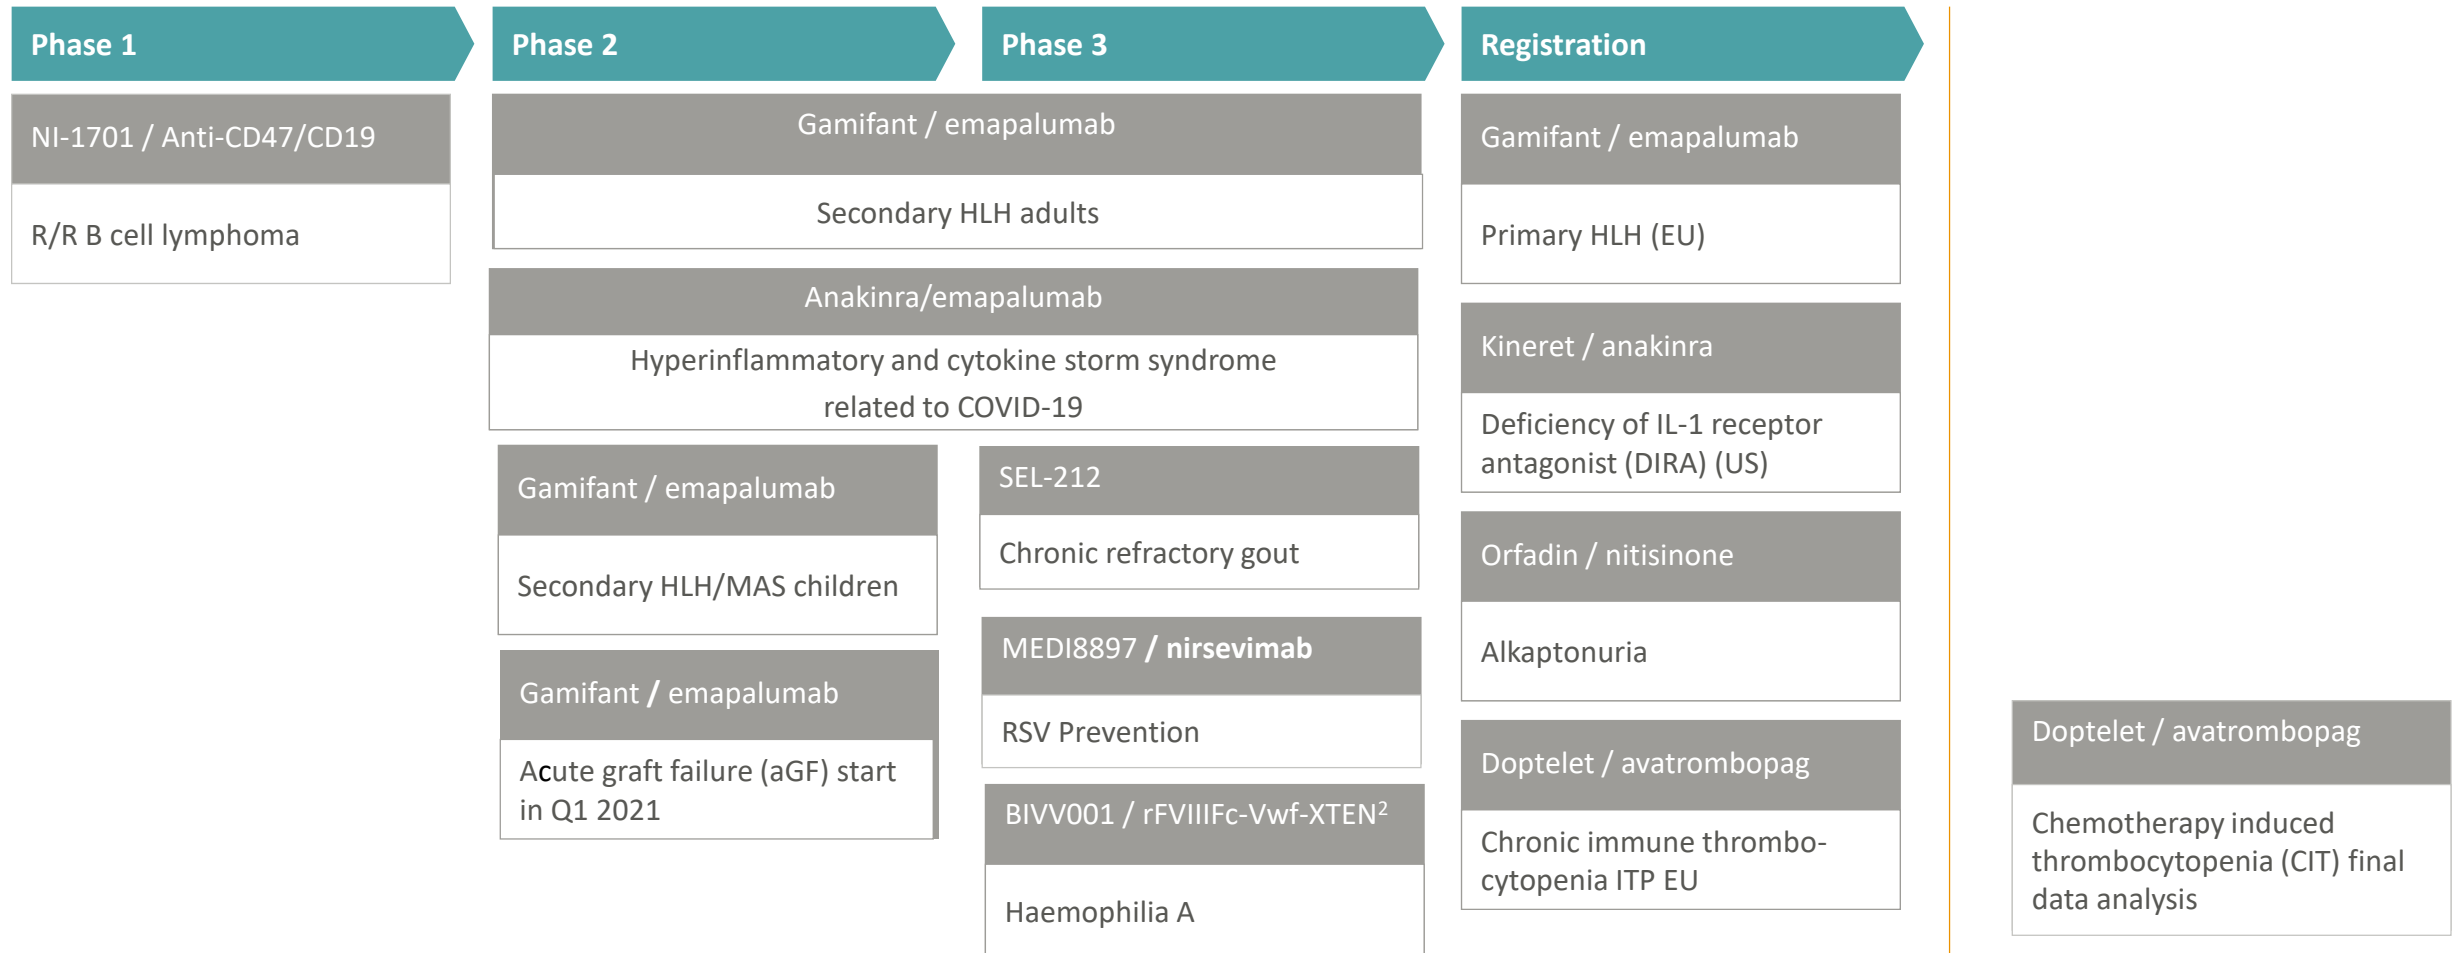 Phase 1
Phase 2
Phase 3
Registration
NI-1701 / Anti-CD47/CD19
R/R B cell lymphoma
Gamifant / emapalumab
Secondary HLH adults
Anakinra/emapalumab
Hyperinflammatory and cytokine storm syndrome
related to COVID-19
Gamifant / emapalumab
Secondary HLH/MAS children
Gamifant / emapalumab
Acute graft failure (aGF) start
in Q1 2021
SEL-212
Chronic refractory gout
MEDI8897 / nirsevimab
RSV Prevention
BIVV001 / rFVIIIFc-Vwf-XTEN²
Haemophilia A
Gamifant / emapalumab
Primary HLH (EU)
Kineret / anakinra
Deficiency of IL-1 receptor
antagonist (DIRA) (US)
Orfadin / nitisinone
Alkaptonuria
Doptelet / avatrombopag
Chronic immune thrombo-
cytopenia ITP EU
Doptelet / avatrombopag
Chemotherapy induced
thrombocytopenia (CIT) final
data analysis